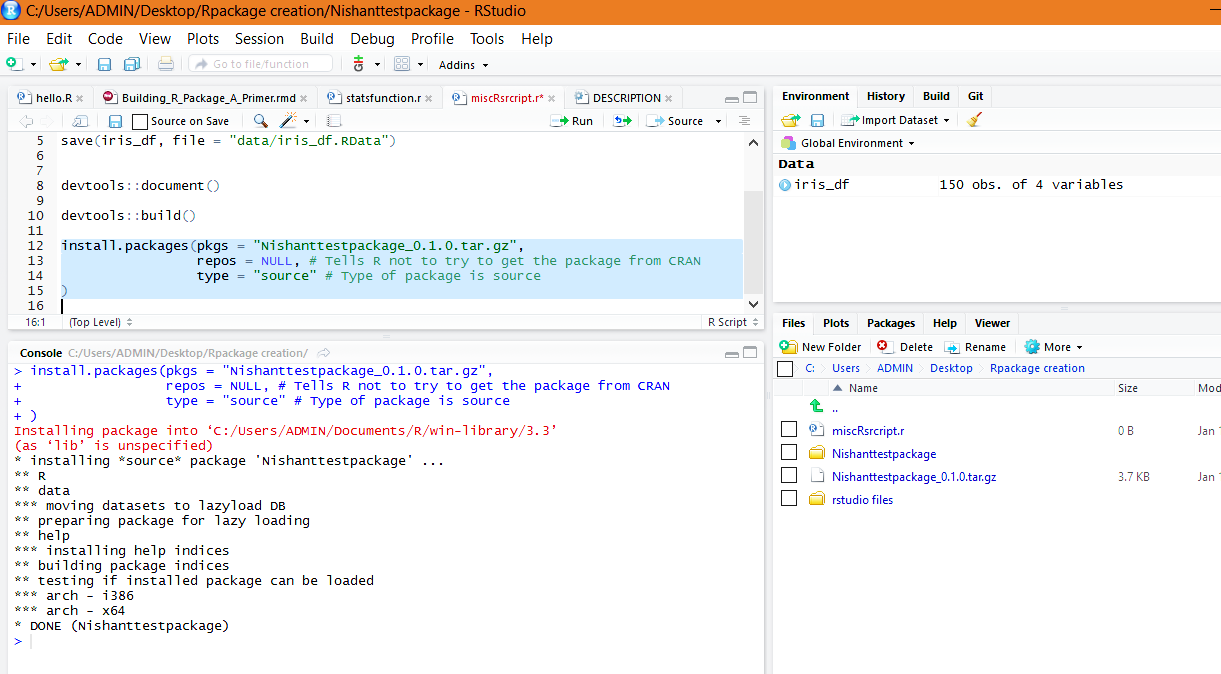 C:/Users/ADMIN/Desktop/Rpackage creation/Nishanttestpackage - RStudio
File Edit Code View Plots Session Build Debug Profile Tools Help
Go to file/function Addins
hello.R Building_R_Package_A_Primer.rmd statsfunction.r miscRsrcript.r* DESCRIPTION
Source on Save Run Source
5 save(iris_df, file = "data/iris_df.RData")
6
7
8 devtools::document()
9
10 devtools::build()
11
12 install.packages(pkgs = "Nishanttestpackage_0.1.0.tar.gz",
13 repos = NULL, # Tells R not to try to get the package from CRAN
14 type = "source" # Type of package is source
15 )
16
16:1 (Top Level) R Script
Console C:/Users/ADMIN/Desktop/Rpackage creation/
> install.packages(pkgs = "Nishanttestpackage_0.1.0.tar.gz",
+ repos = NULL, # Tells R not to try to get the package from CRAN
+ type = "source" # Type of package is source
+ )
Installing package into ‘C:/Users/ADMIN/Documents/R/win-library/3.3’
(as ‘lib’ is unspecified)
* installing *source* package 'Nishanttestpackage' ...
** R
** data
*** moving datasets to lazyload DB
** preparing package for lazy loading
** help
*** installing help indices
** building package indices
** testing if installed package can be loaded
*** arch - i386
*** arch - x64
* DONE (Nishanttestpackage)
>
Environment History Build Git
Import Dataset
Global Environment
Data
iris_df 150 obs. of 4 variables
Files Plots Packages Help Viewer
New Folder Delete Rename More
C: Users ADMIN Desktop Rpackage creation
Name Size Mod
..
miscRsrcript.r 0 B Jan
Nishanttestpackage
Nishanttestpackage_0.1.0.tar.gz 3.7 KB Jan
rstudio files